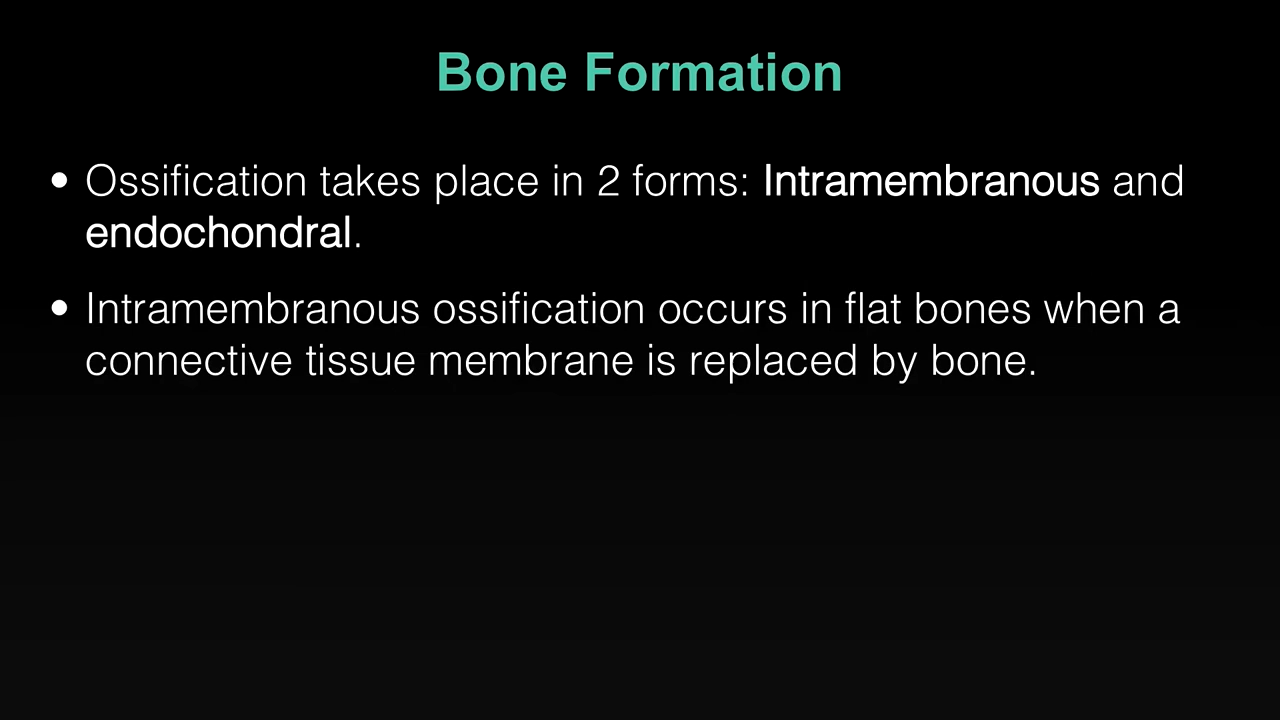 Bone Formation
• Ossification takes place in 2 forms: Intramembranous and
endochondral.
• Intramembranous ossification occurs in flat bones when a
connective tissue membrane is replaced by bone.